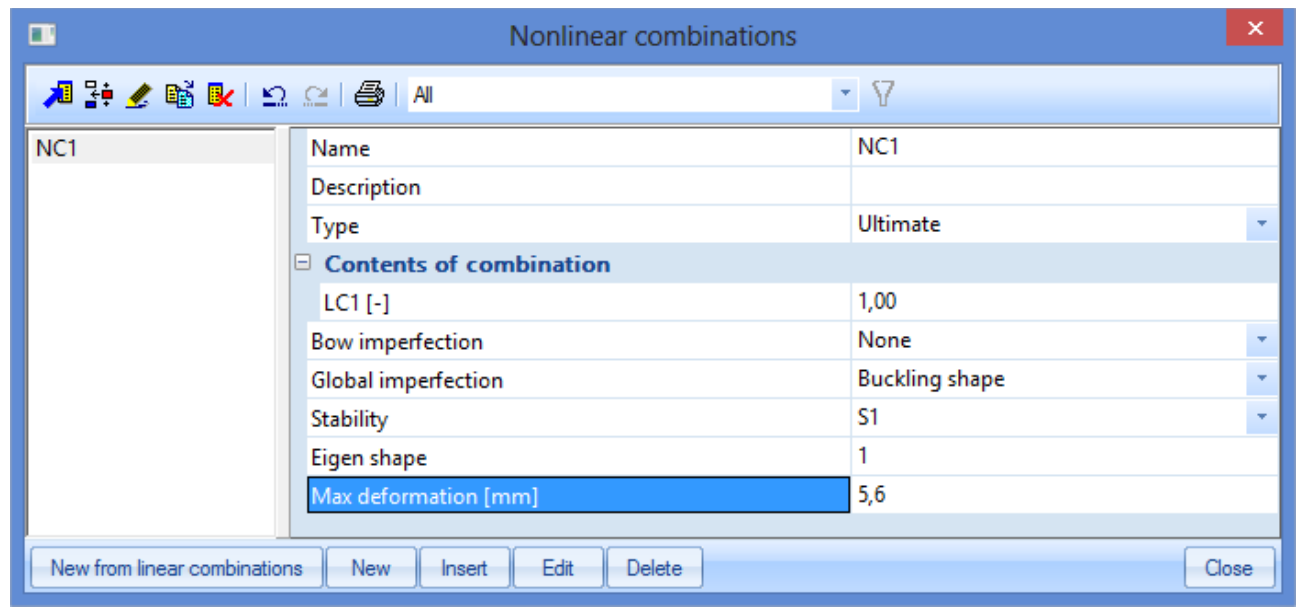 Nonlinear combinations
All
NC1
Name NC1
Description
Type Ultimate
Contents of combination
LC1 [-] 1,00
Bow imperfection None
Global imperfection Buckling shape
Stability S1
Eigen shape 1
Max deformation [mm] 5,6
New from linear combinations New Insert Edit Delete Close